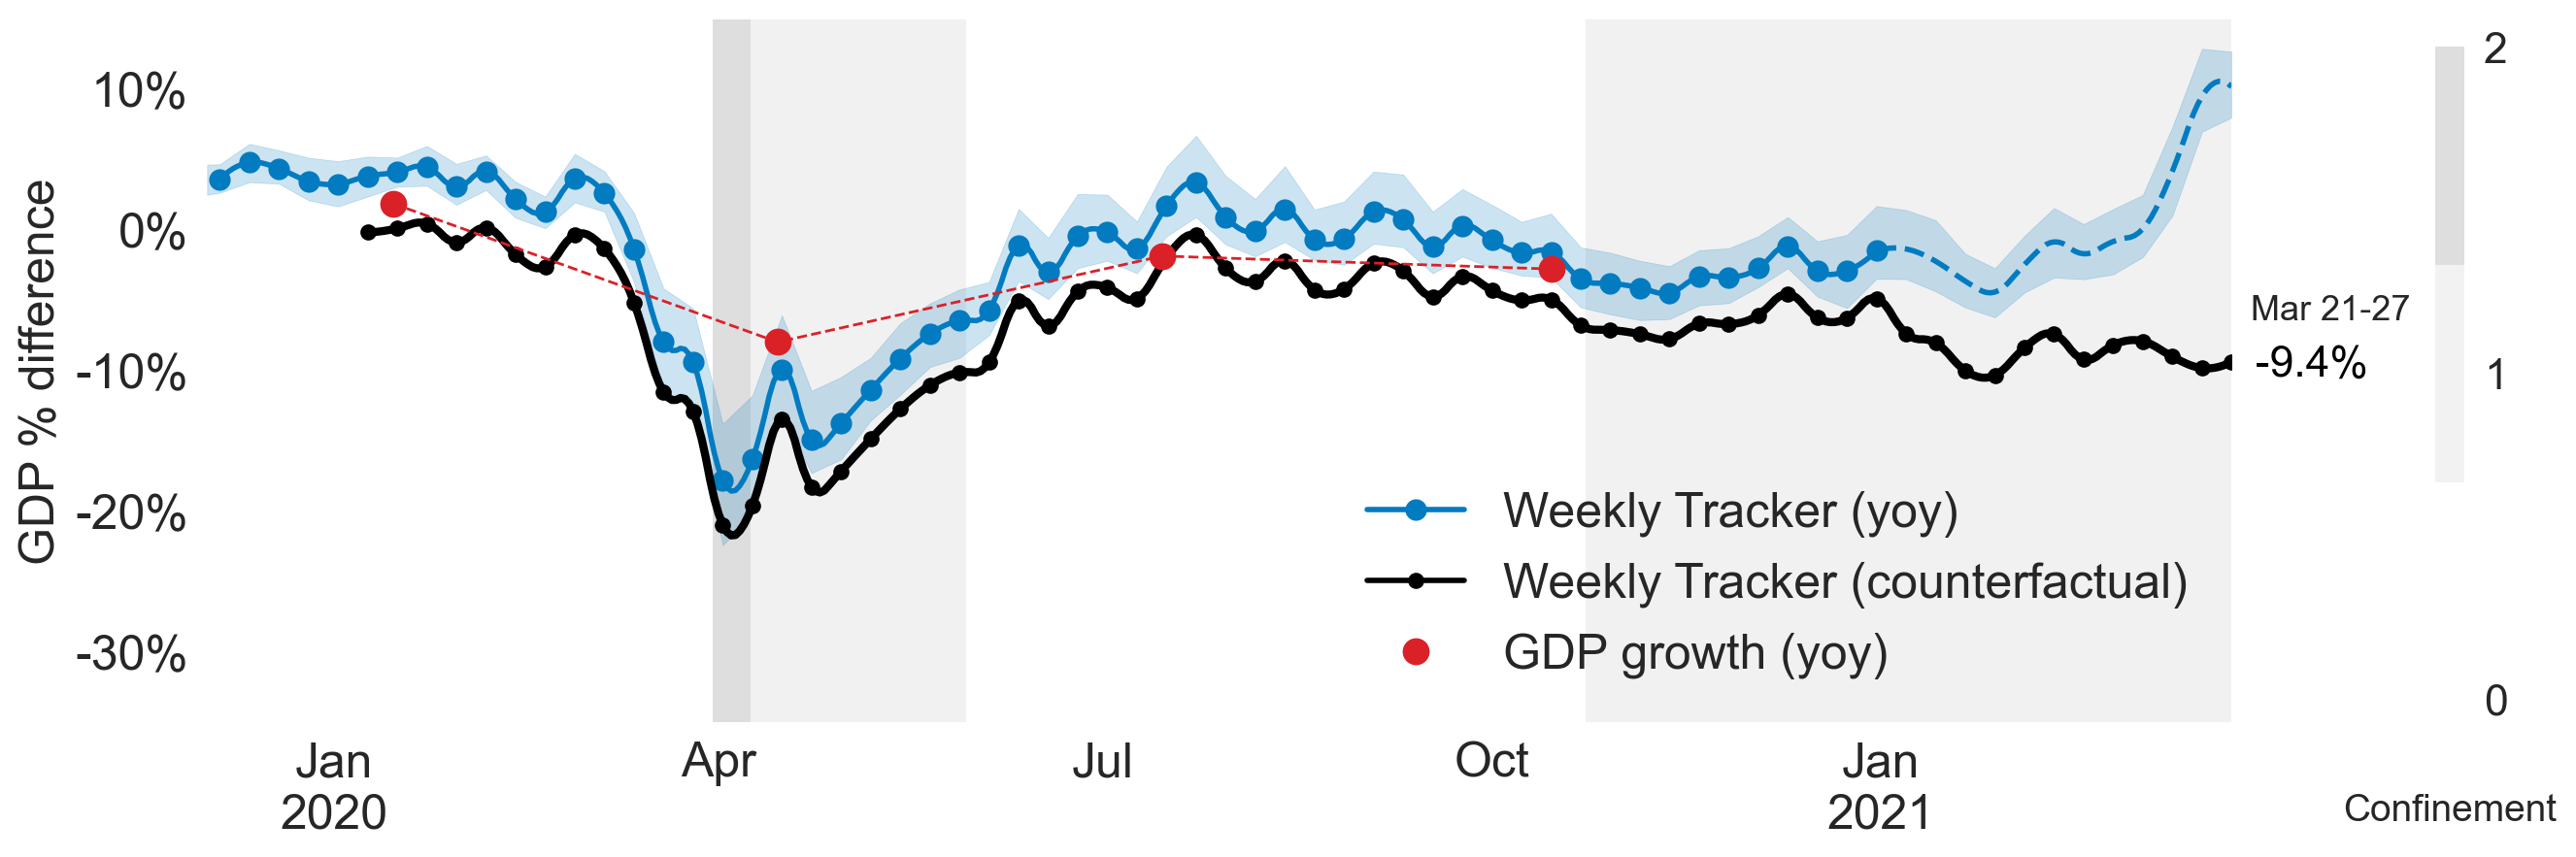 GDP % difference
10%
0%
-10%
-20%
-30%
Jan
2020
Apr
Jul
Oct
Jan
2021
Weekly Tracker (yoy)
Weekly Tracker (counterfactual)
GDP growth (yoy)
Mar 21-27
-9.4%
2
1
0
Confinement